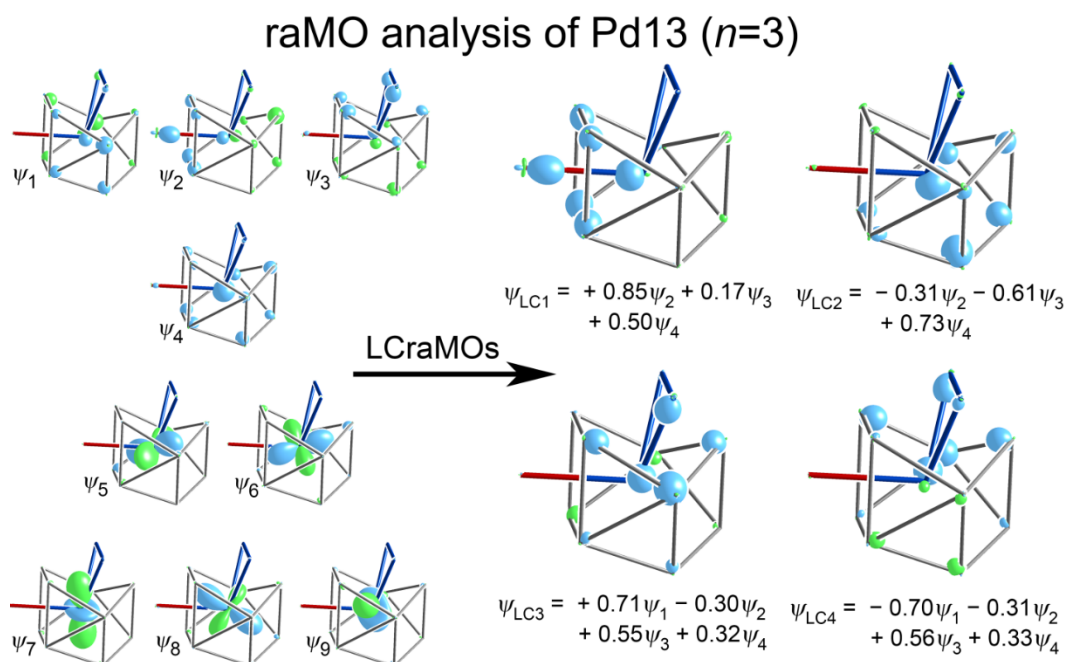 raMO analysis of Pd13 (n=3)
ψ1
ψ2
ψ3
ψ4
ψ5
ψ6
ψ7
ψ8
ψ9
LCraMOs
ψLC1 = + 0.85ψ2 + 0.17ψ3
+ 0.50ψ4
ψLC2 = − 0.31ψ2 − 0.61ψ3
+ 0.73ψ4
ψLC3 = + 0.71ψ1 − 0.30ψ2
+ 0.55ψ3 + 0.32ψ4
ψLC4 = − 0.70ψ1 − 0.31ψ2
+ 0.56ψ3 + 0.33ψ4